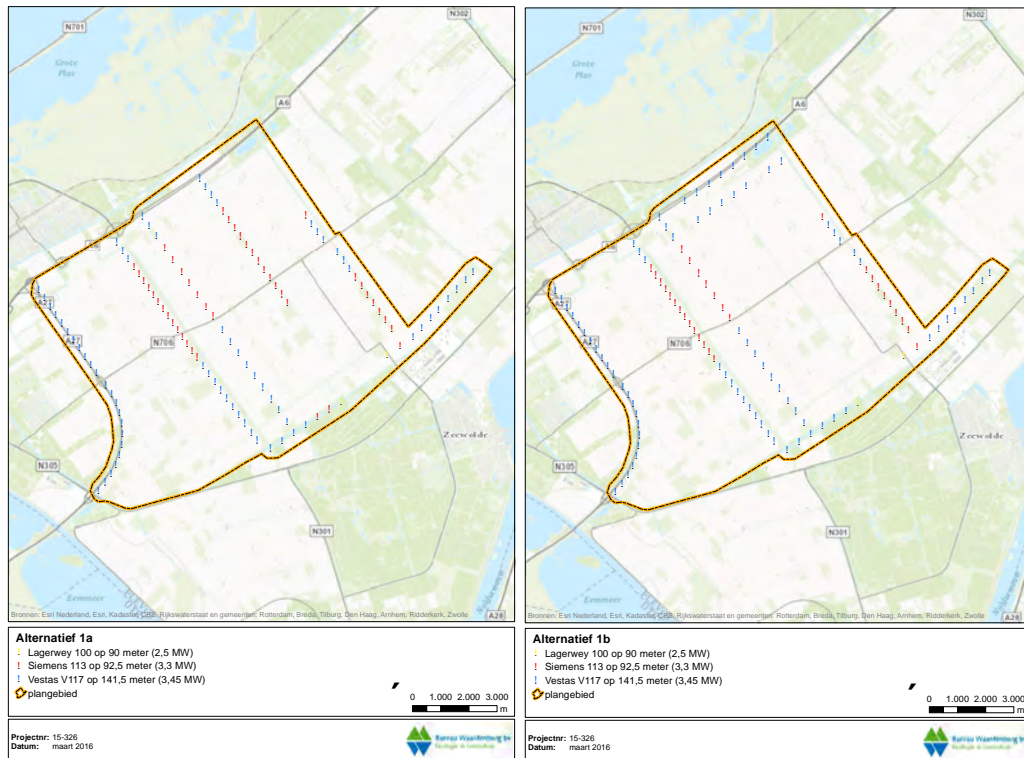 N701
N302
Grote
Plas
A6
A27
A27
N706
Zeewolde
N305
N301
Eemmeer
A28
Bronnen: Esri Nederland, Esri, Kadaster, CBS, Rijkswaterstaat en gemeenten: Rotterdam, Breda, Tilburg, Den Haag, Arnhem, Ridderkerk, Zwolle
Alternatief 1a
Lagerwey 100 op 90 meter (2,5 MW)
Siemens 113 op 92,5 meter (3,3 MW)
Vestas V117 op 141,5 meter (3,45 MW)
plangebied
0 1.000 2.000 3.000
m
Projectnr: 15-326
Datum: maart 2016
Bureau Waardenburg bv
N701
N302
Grote
Plas
A6
A27
A27
N706
Zeewolde
N305
N301
Eemmeer
A28
Bronnen: Esri Nederland, Esri, Kadaster, CBS, Rijkswaterstaat en gemeenten: Rotterdam, Breda, Tilburg, Den Haag, Arnhem, Ridderkerk, Zwolle
Alternatief 1b
Lagerwey 100 op 90 meter (2,5 MW)
Siemens 113 op 92,5 meter (3,3 MW)
Vestas V117 op 141,5 meter (3,45 MW)
plangebied
0 1.000 2.000 3.000
m
Projectnr: 15-326
Datum: maart 2016
Bureau Waardenburg bv